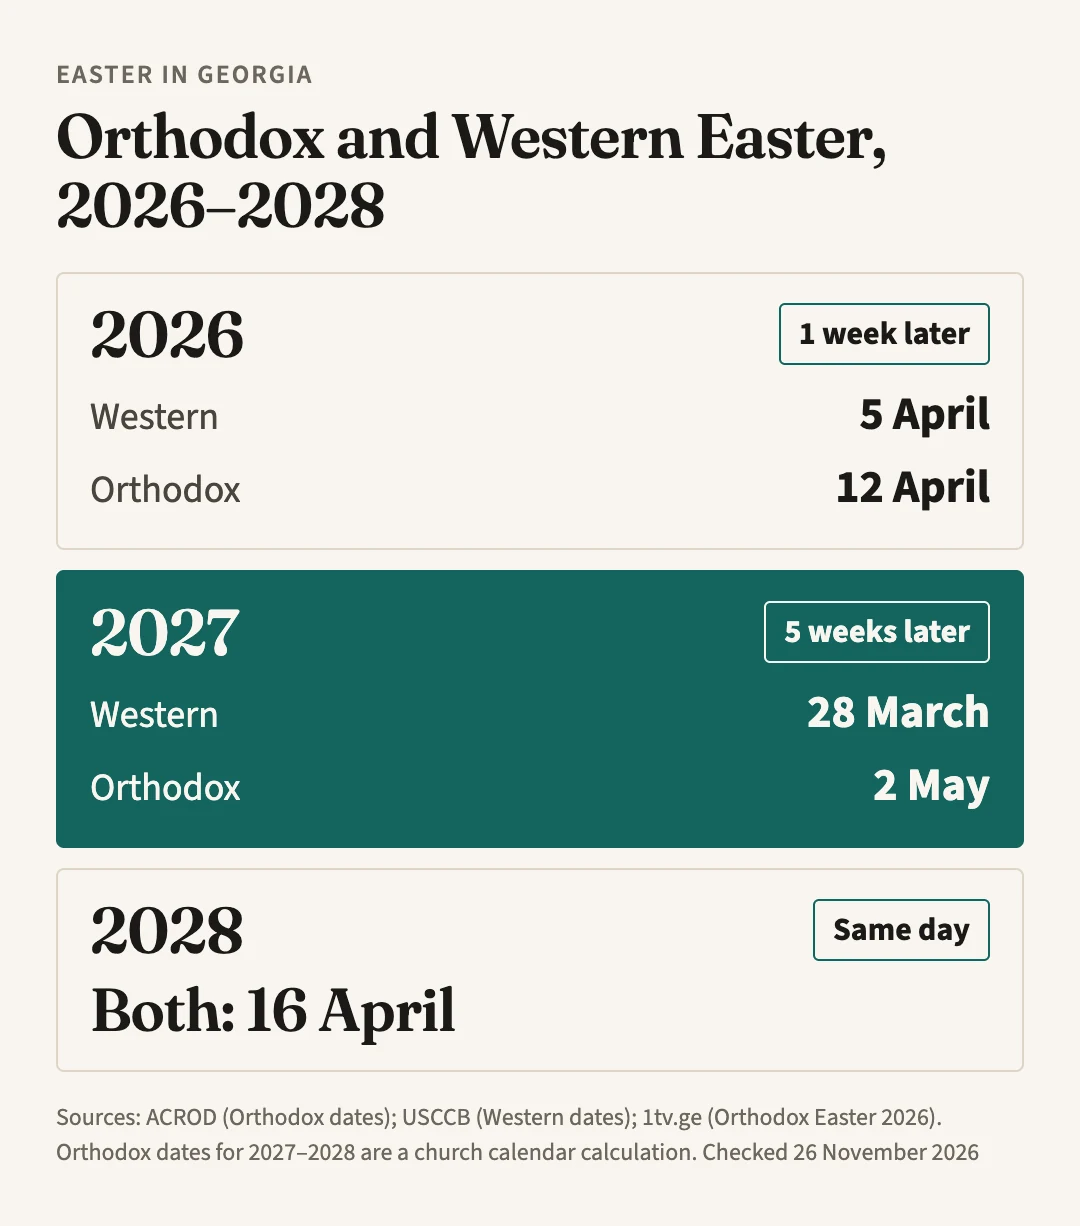 EASTER IN GEORGIA
Orthodox and Western Easter,
2026–2028
2026
1 week later
Western
5 April
Orthodox
12 April
2027
5 weeks later
Western
28 March
Orthodox
2 May
2028
Same day
Both: 16 April
Sources: ACROD (Orthodox dates); USCCB (Western dates); 1tv.ge (Orthodox Easter 2026).
Orthodox dates for 2027–2028 are a church calendar calculation. Checked 26 November 2026